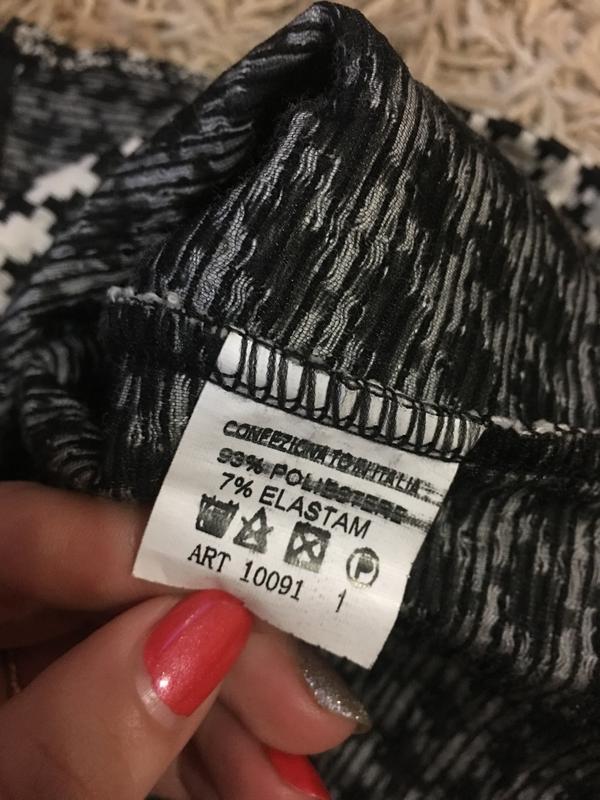 CONFEZIONATO IN ITALIA
93% POLIESTERE
7% ELASTAM
P
ART 10091 1